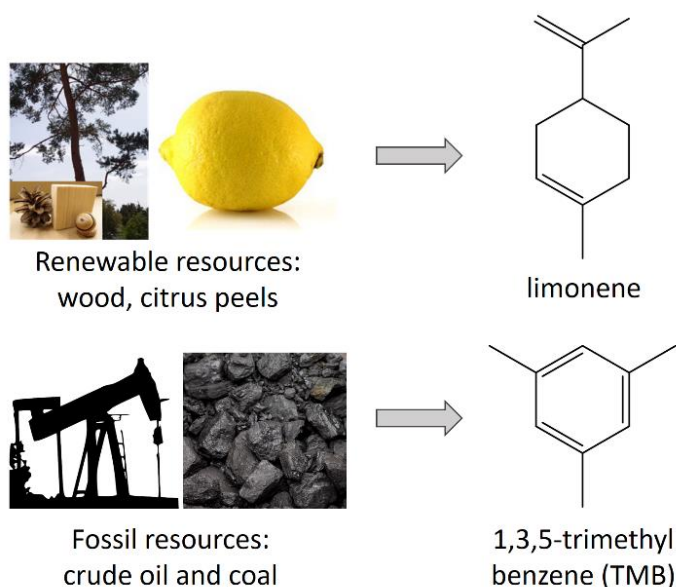 Renewable resources:
wood, citrus peels
limonene
Fossil resources:
crude oil and coal
1,3,5-trimethyl
benzene (TMB)